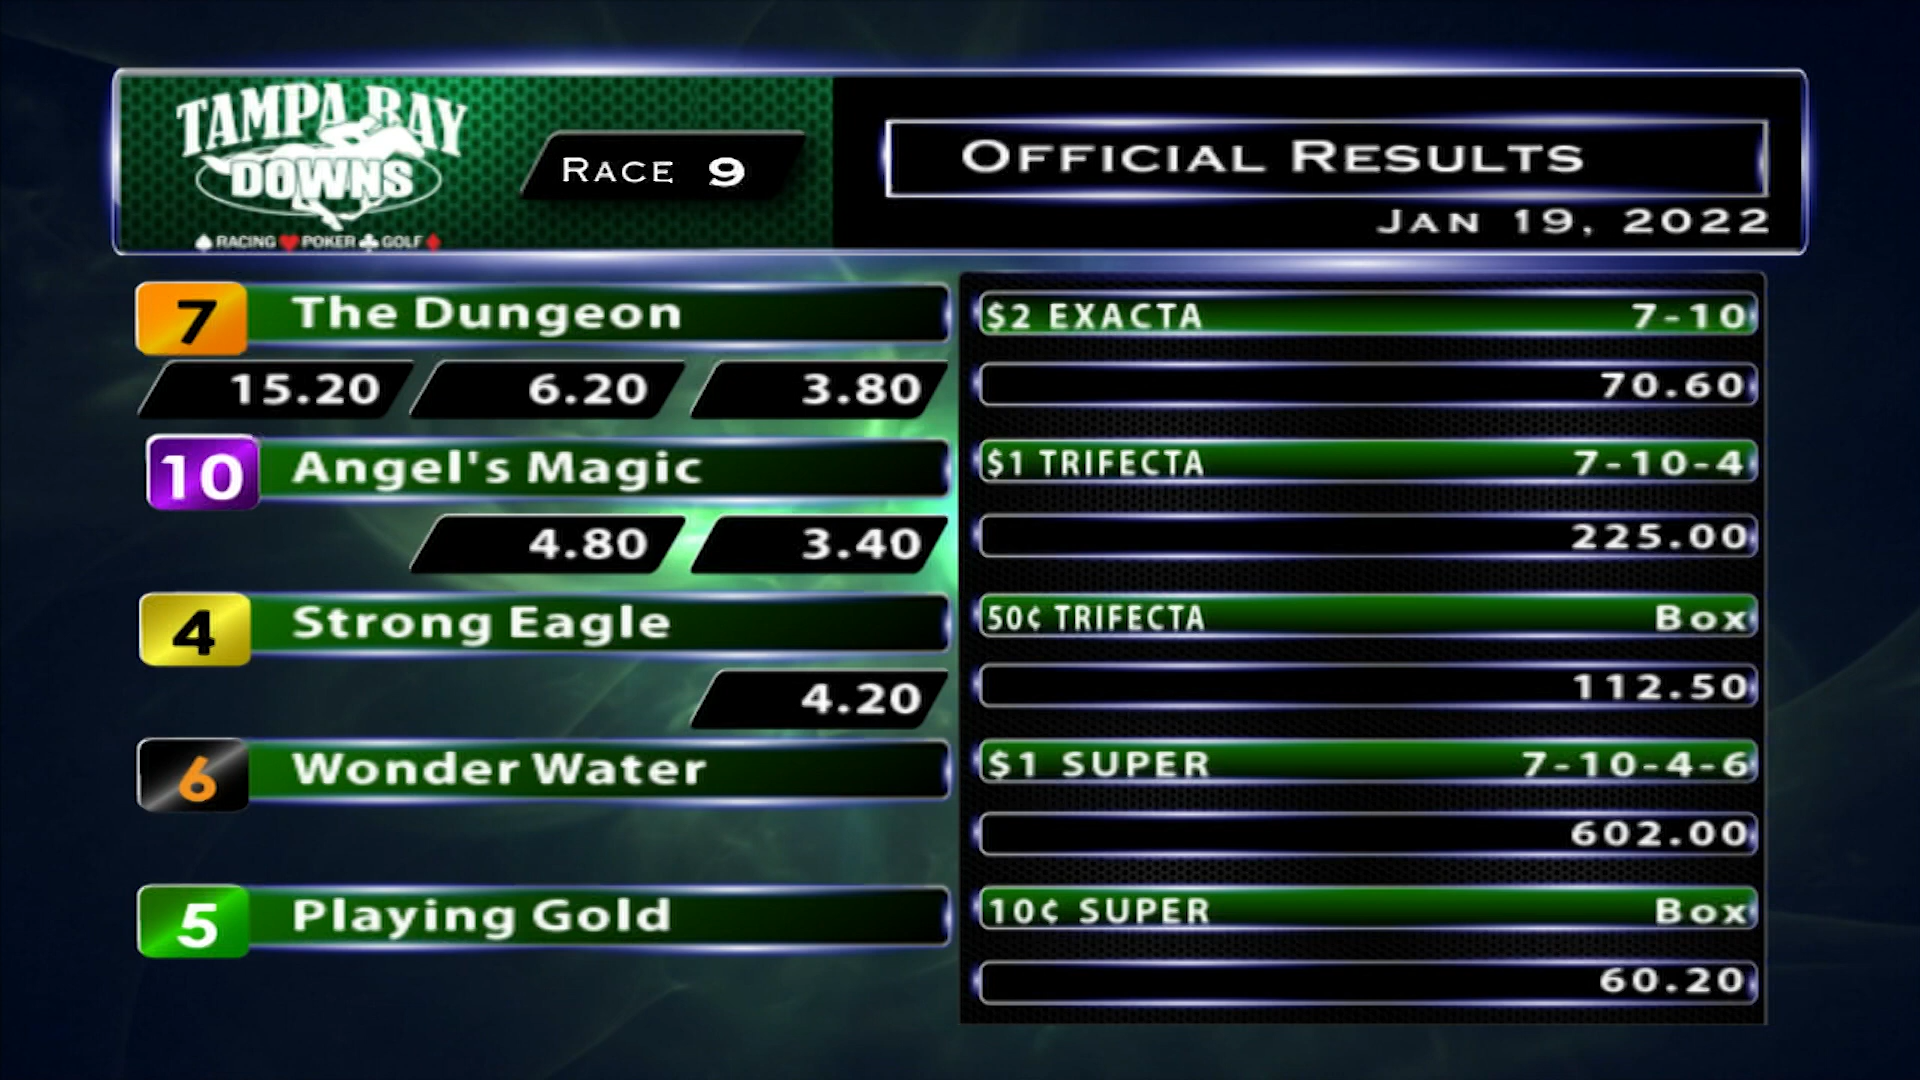 TAMPA BAY
DOWNS
RACING POKER GOLF
RACE 9
OFFICIAL RESULTS
JAN 19, 2022
7 The Dungeon
15.20 6.20 3.80
10 Angel's Magic
4.80 3.40
4 Strong Eagle
4.20
6 Wonder Water
5 Playing Gold
$2 EXACTA 7-10
70.60
$1 TRIFECTA 7-10-4
225.00
50¢ TRIFECTA Box
112.50
$1 SUPER 7-10-4-6
602.00
10¢ SUPER Box
60.20